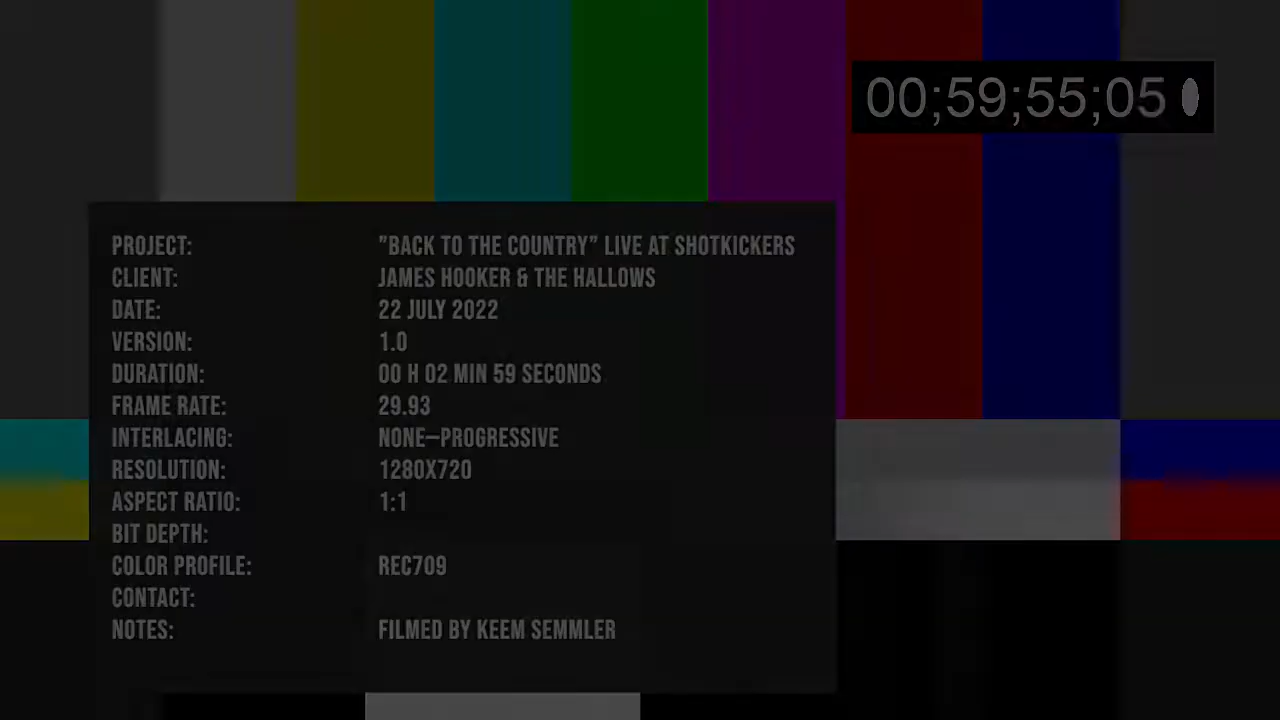 00;59;55;05
PROJECT: "BACK TO THE COUNTRY" LIVE AT SHOTKICKERS
CLIENT: JAMES HOOKER & THE HALLOWS
DATE: 22 JULY 2022
VERSION: 1.0
DURATION: 00 H 02 MIN 59 SECONDS
FRAME RATE: 29.93
INTERLACING: NONE—PROGRESSIVE
RESOLUTION: 1280X720
ASPECT RATIO: 1:1
BIT DEPTH:
COLOR PROFILE: REC709
CONTACT:
NOTES: FILMED BY KEEM SEMMLER